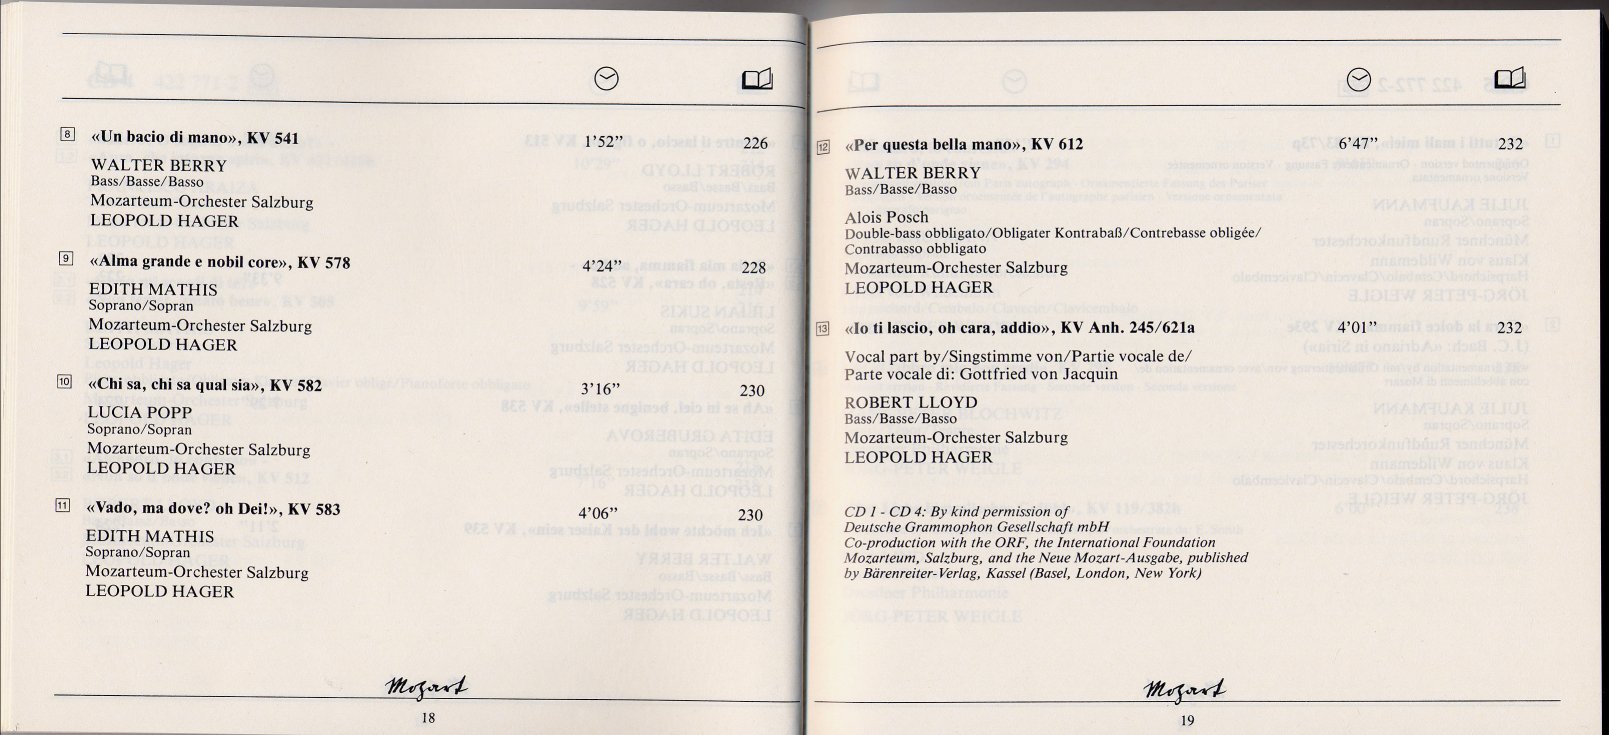 8 «Un bacio di mano», KV 541 1’52” 226
WALTER BERRY
Bass/Basse/Basso
Mozarteum-Orchester Salzburg
LEOPOLD HAGER
9 «Alma grande e nobil core», KV 578 4’24” 228
EDITH MATHIS
Soprano/Sopran
Mozarteum-Orchester Salzburg
LEOPOLD HAGER
10 «Chi sa, chi sa qual sia», KV 582 3’16” 230
LUCIA POPP
Soprano/Sopran
Mozarteum-Orchester Salzburg
LEOPOLD HAGER
11 «Vado, ma dove? oh Dei!», KV 583 4’06” 230
EDITH MATHIS
Soprano/Sopran
Mozarteum-Orchester Salzburg
LEOPOLD HAGER
Mozart
18
12 «Per questa bella mano», KV 612 6’47” 232
WALTER BERRY
Bass/Basse/Basso
Alois Posch
Double-bass obbligato/Obligater Kontrabaß/Contrebasse obligée/
Contrabasso obbligato
Mozarteum-Orchester Salzburg
LEOPOLD HAGER
13 «Io ti lascio, oh cara, addio», KV Anh. 245/621a 4’01” 232
Vocal part by/Singstimme von/Partie vocale de/
Parte vocale di: Gottfried von Jacquin
ROBERT LLOYD
Bass/Basse/Basso
Mozarteum-Orchester Salzburg
LEOPOLD HAGER
CD 1 - CD 4: By kind permission of
Deutsche Grammophon Gesellschaft mbH
Co-production with the ORF, the International Foundation
Mozarteum, Salzburg, and the Neue Mozart-Ausgabe, published
by Bärenreiter-Verlag, Kassel (Basel, London, New York)
Mozart
19